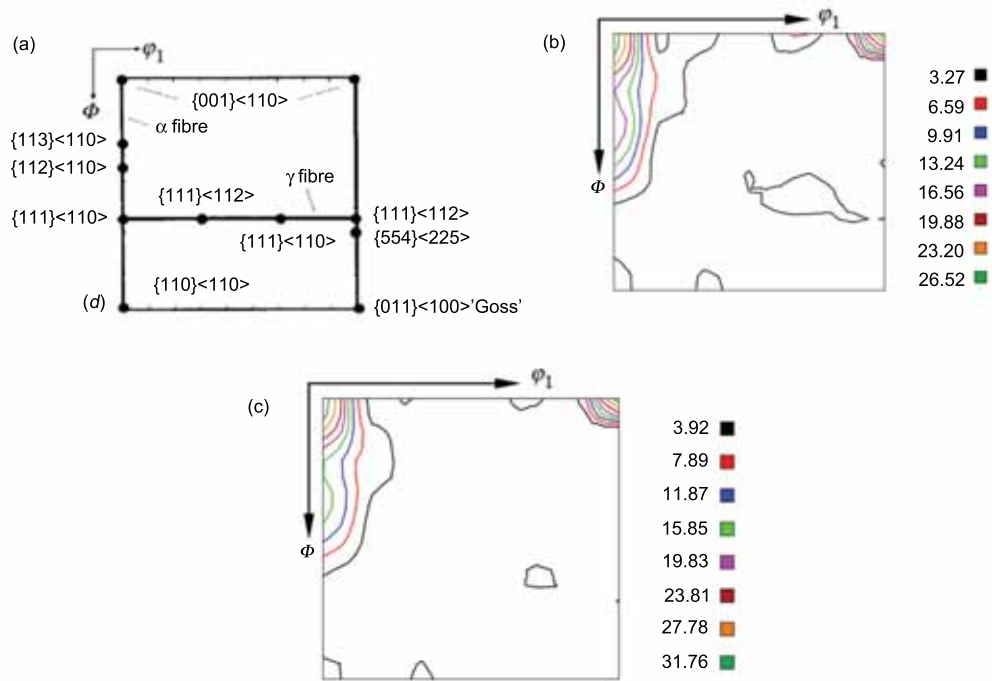 (a)
φ1
Φ
{001}<110>
α fibre
{113}<110>
{112}<110>
γ fibre
{111}<112>
{111}<110>
{111}<112>
{111}<110>
{554}<225>
{110}<110>
(d)
{011}<100>'Goss'
(b)
φ1
Φ
3.27
6.59
9.91
13.24
16.56
19.88
23.20
26.52
(c)
φ1
Φ
3.92
7.89
11.87
15.85
19.83
23.81
27.78
31.76